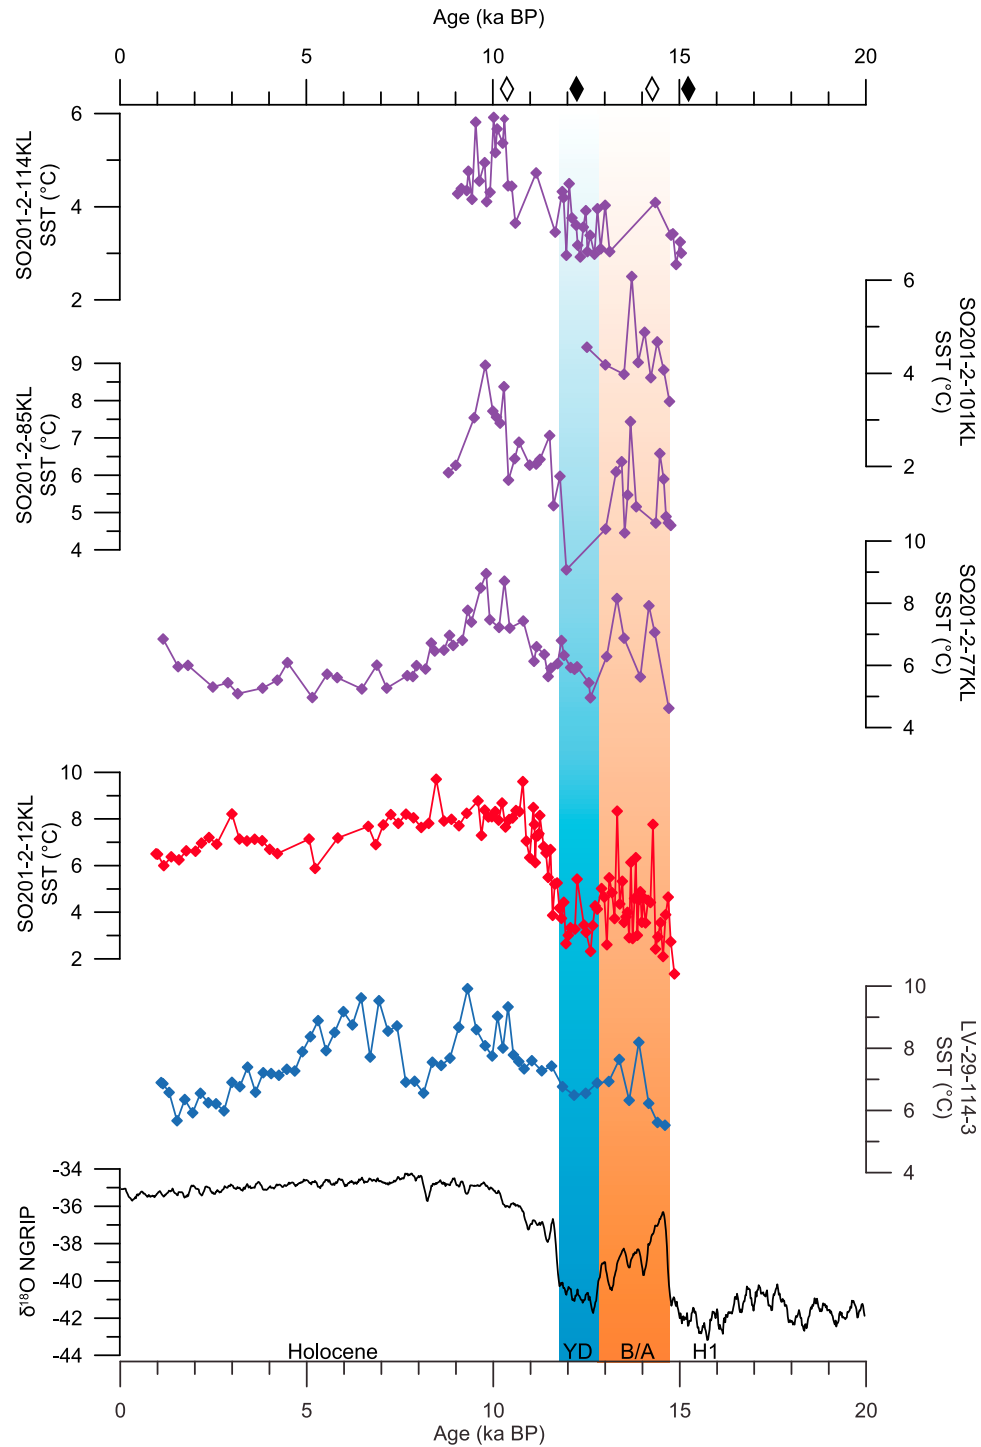 Age (ka BP)
0 5 10 15 20
SO201-2-114KL
SST (°C)
6
4
2
SO201-2-101KL
SST (°C)
6
4
2
SO201-2-85KL
SST (°C)
9
8
7
6
5
4
SO201-2-77KL
SST (°C)
10
8
6
4
SO201-2-12KL
SST (°C)
10
8
6
4
2
LV-29-114-3
SST (°C)
10
8
6
4
δ¹⁸O NGRIP
-34
-36
-38
-40
-42
-44
Holocene YD B/A H1
0 5 10 15 20
Age (ka BP)